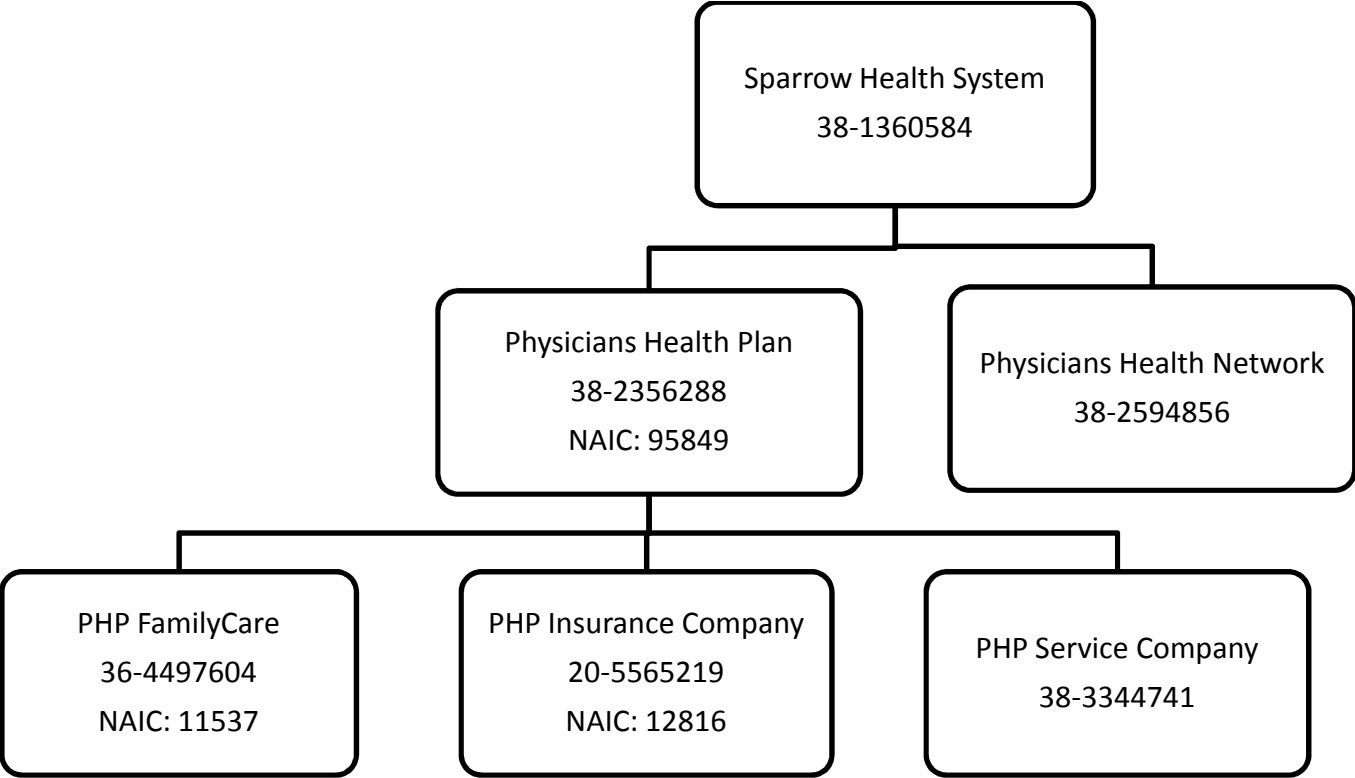 Sparrow Health System
38-1360584
Physicians Health Plan
38-2356288
NAIC: 95849
Physicians Health Network
38-2594856
PHP FamilyCare
36-4497604
NAIC: 11537
PHP Insurance Company
20-5565219
NAIC: 12816
PHP Service Company
38-3344741